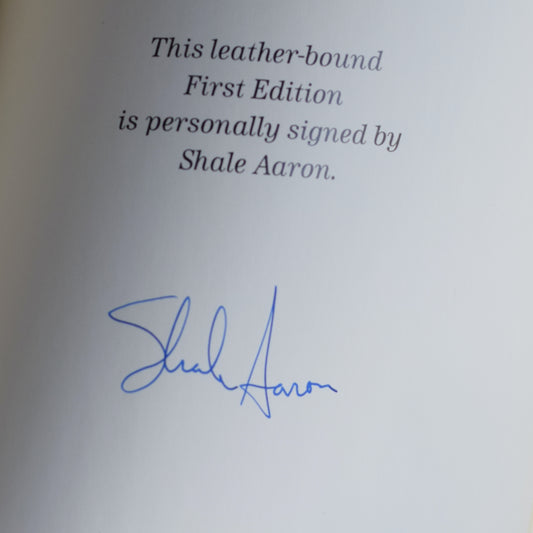 This leather-bound
First Edition
is personally signed by
Shale Aaron.
Shale Aaron